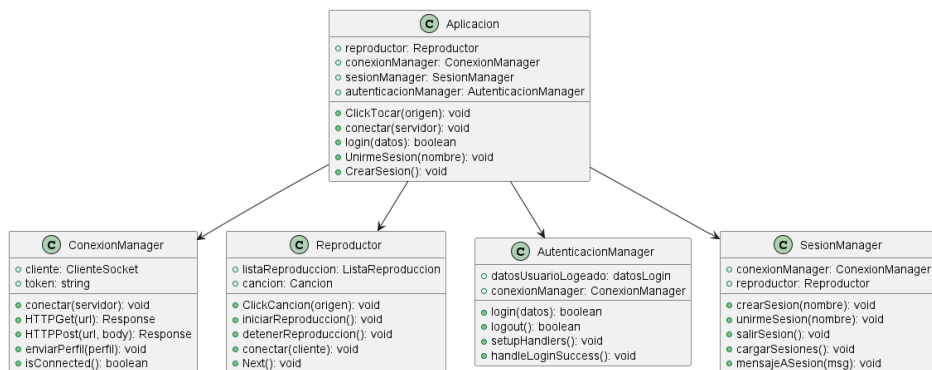 C Aplicacion
reproductor: Reproductor
conexionManager: ConexionManager
sesionManager: SesionManager
autenticacionManager: AutenticacionManager
ClickTocar(origen): void
conectar(servidor): void
login(datos): boolean
UnirmeSesion(nombre): void
CrearSesion(): void
C ConexionManager
cliente: ClienteSocket
token: string
conectar(servidor): void
HTTPGet(url): Response
HTTPPost(url, body): Response
enviarPerfil(perfil): void
isConnected(): boolean
C Reproductor
listaReproduccion: ListaReproduccion
cancion: Cancion
ClickCancion(origen): void
iniciarReproduccion(): void
detenerReproduccion(): void
conectar(cliente): void
Next(): void
C AutenticacionManager
datosUsuarioLogeado: datosLogin
conexionManager: ConexionManager
login(datos): boolean
logout(): boolean
setupHandlers(): void
handleLoginSuccess(): void
C SesionManager
conexionManager: ConexionManager
reproductor: Reproductor
crearSesion(nombre): void
unirmeSesion(nombre): void
salirSesion(): void
cargarSesiones(): void
mensajeASesion(msg): void